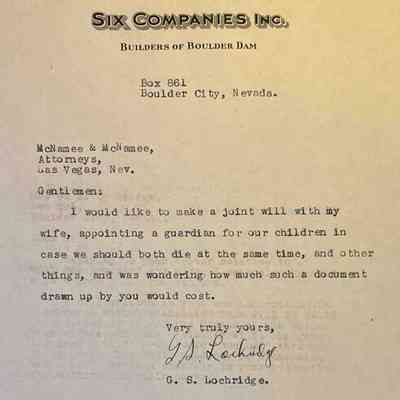 SIX COMPANIES INC.
BUILDERS OF BOULDER DAM
Box 861
Boulder City, Nevada.
McNamee & McNamee,
Attorneys,
Las Vegas, Nev.
Gentlemen:
I would like to make a joint will with my
wife, appointing a guardian for our children in
case we should both die at the same time, and other
things, and was wondering how much such a document
drawn up by you would cost.
Very truly yours,
G. S. Lochridge
G. S. Lochridge.